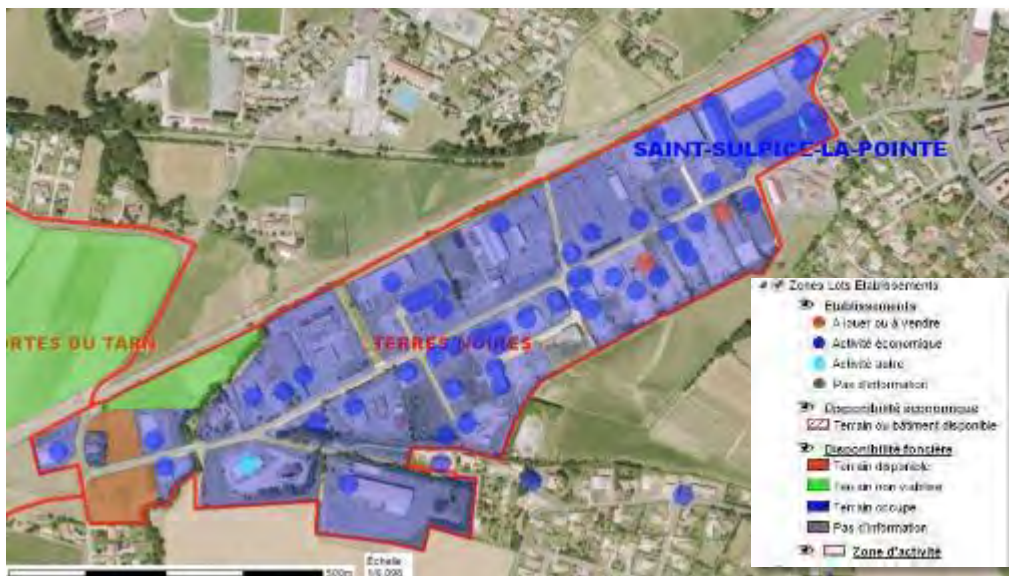 SAINT-SULPICE-LA-POINTE
TERRES NOIRES
ORTES DU TARN
Zones Lots Etablissements
Etablissements
A louer ou à vendre
Activité économique
Activité autre
Pas d'information
Disponibilité économique
Terrain ou bâtiment disponible
Disponibilité foncière
Terrain disponible
Terrain non viabilisé
Terrain occupé
Pas d'information
Zone d'activité
Echelle
500m